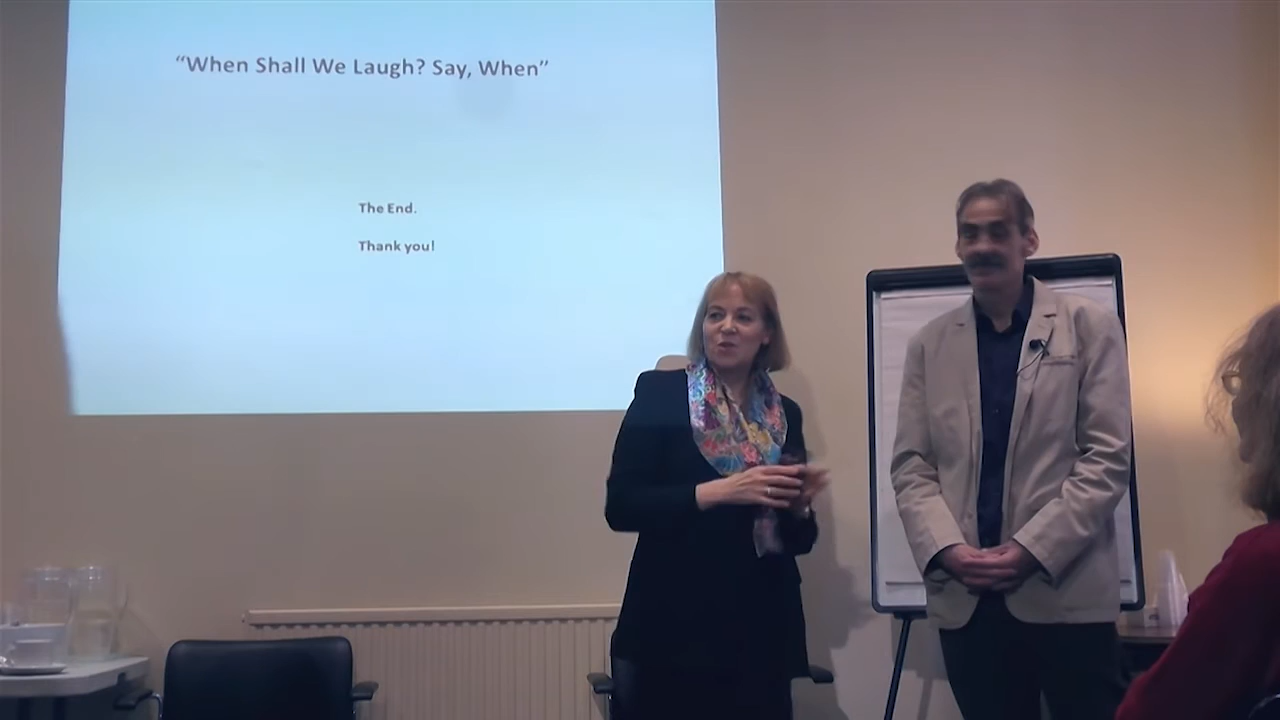 “When Shall We Laugh? Say, When”
The End.
Thank you!